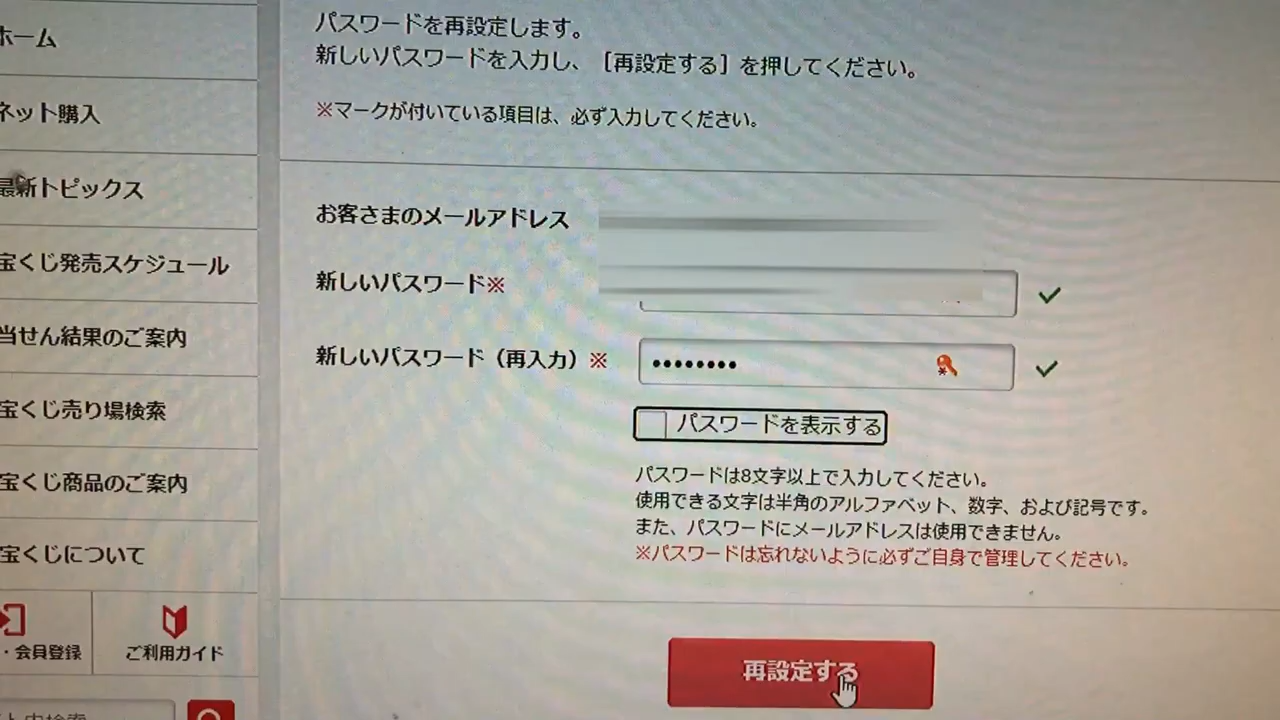 ホーム
ネット購入
最新トピックス
宝くじ発売スケジュール
当せん結果のご案内
宝くじ売り場検索
宝くじ商品のご案内
宝くじについて
・会員登録
ご利用ガイド
パスワードを再設定します。
新しいパスワードを入力し、［再設定する］を押してください。
※マークが付いている項目は、必ず入力してください。
お客さまのメールアドレス
新しいパスワード※
新しいパスワード（再入力）※
••••••••
パスワードを表示する
パスワードは8文字以上で入力してください。
使用できる文字は半角のアルファベット、数字、および記号です。
また、パスワードにメールアドレスは使用できません。
※パスワードは忘れないように必ずご自身で管理してください。
再設定する